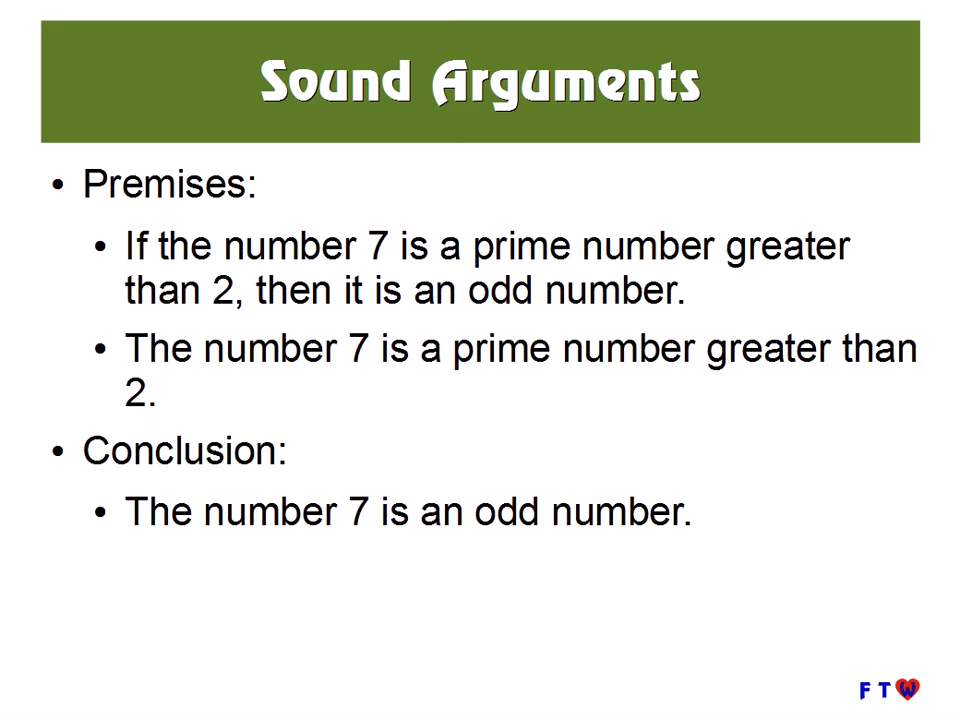 Sound Arguments
• Premises:
• If the number 7 is a prime number greater
than 2, then it is an odd number.
• The number 7 is a prime number greater than
2.
• Conclusion:
• The number 7 is an odd number.
F T W